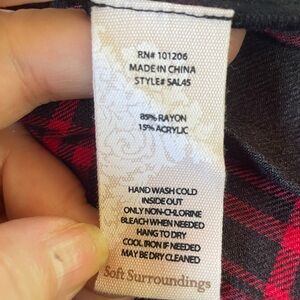 RN# 101206
MADE IN CHINA
STYLE# SAL45
85% RAYON
15% ACRYLIC
HAND WASH COLD
INSIDE OUT
ONLY NON-CHLORINE
BLEACH WHEN NEEDED
HANG TO DRY
COOL IRON IF NEEDED
MAY BE DRY CLEANED
Soft Surroundings